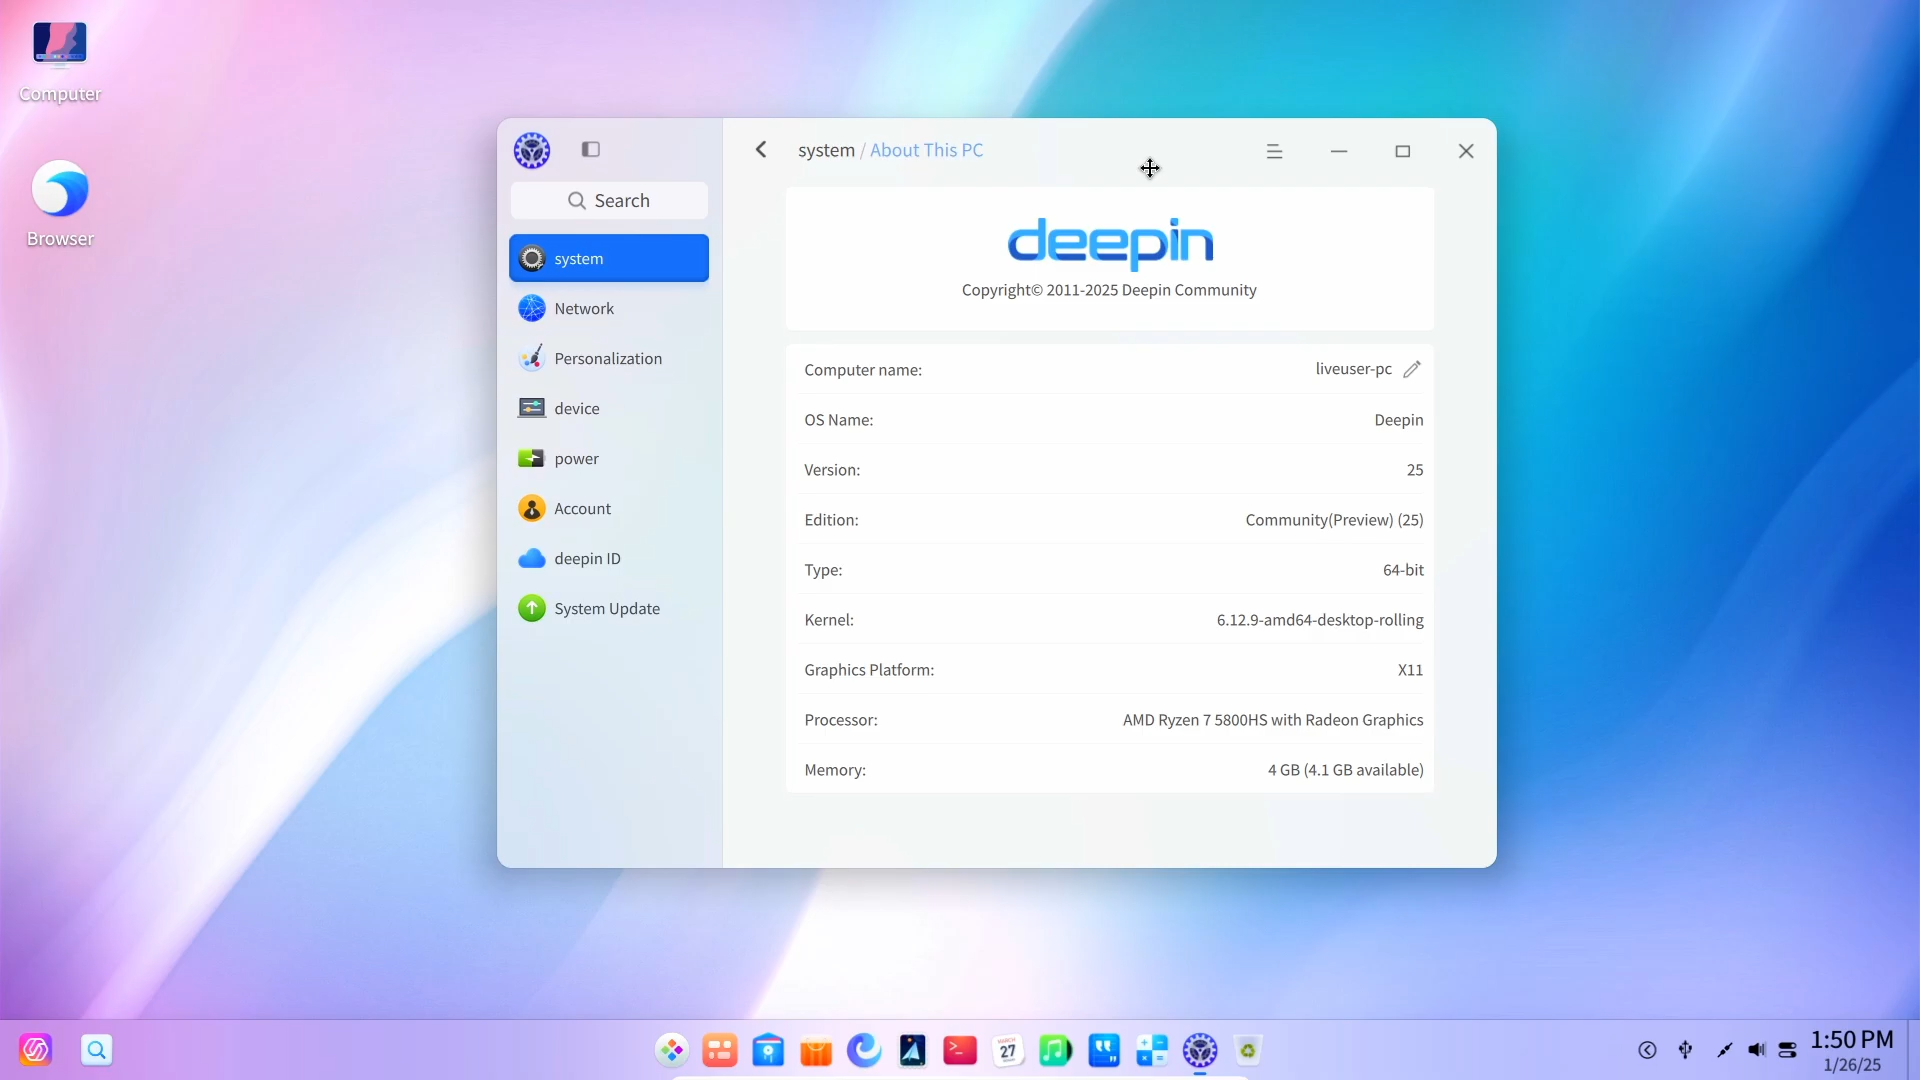 Computer
Browser
system / About This PC
Search
system
Network
Personalization
device
power
Account
deepin ID
System Update
deepin
Copyright© 2011-2025 Deepin Community
Computer name: liveuser-pc
OS Name: Deepin
Version: 25
Edition: Community(Preview) (25)
Type: 64-bit
Kernel: 6.12.9-amd64-desktop-rolling
Graphics Platform: X11
Processor: AMD Ryzen 7 5800HS with Radeon Graphics
Memory: 4 GB (4.1 GB available)
MARCH
27
1:50 PM
1/26/25